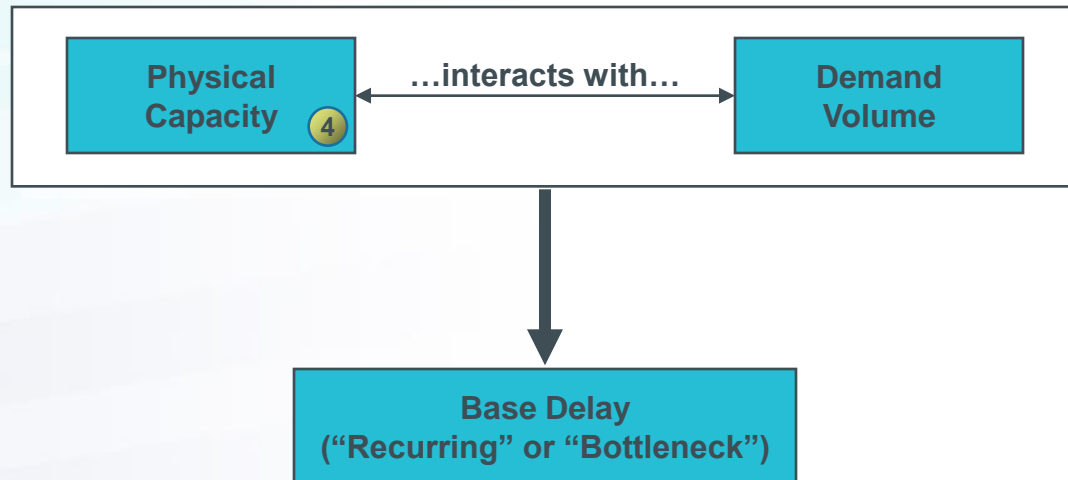 Physical
Capacity
4
…interacts with…
Demand
Volume
Base Delay
(“Recurring” or “Bottleneck”)